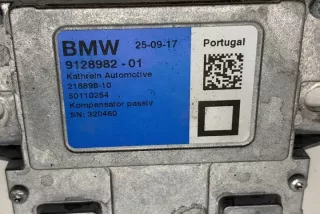 BMW 25-09-17 Portugal
9128982 - 01
Kathrein Automotive
218898-10
50110254
Kompensator passiv
SN: 320460